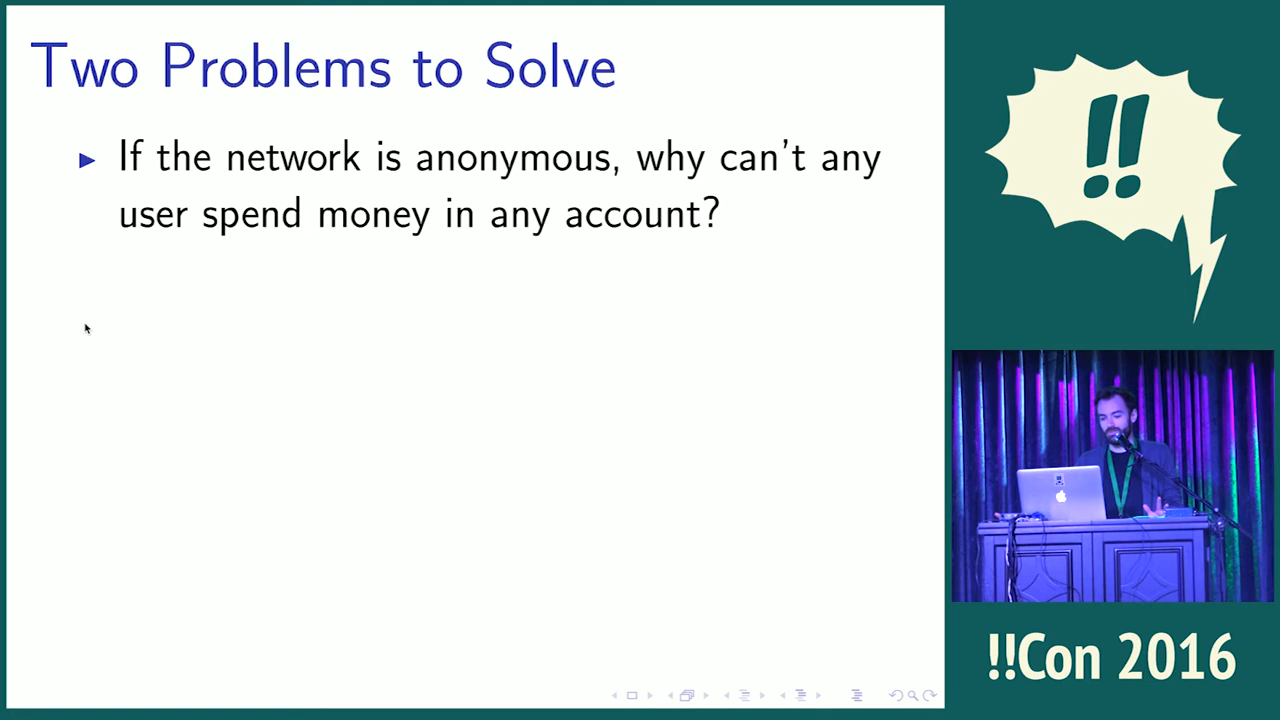 Two Problems to Solve
▶ If the network is anonymous, why can't any
user spend money in any account?
!!
!!Con 2016